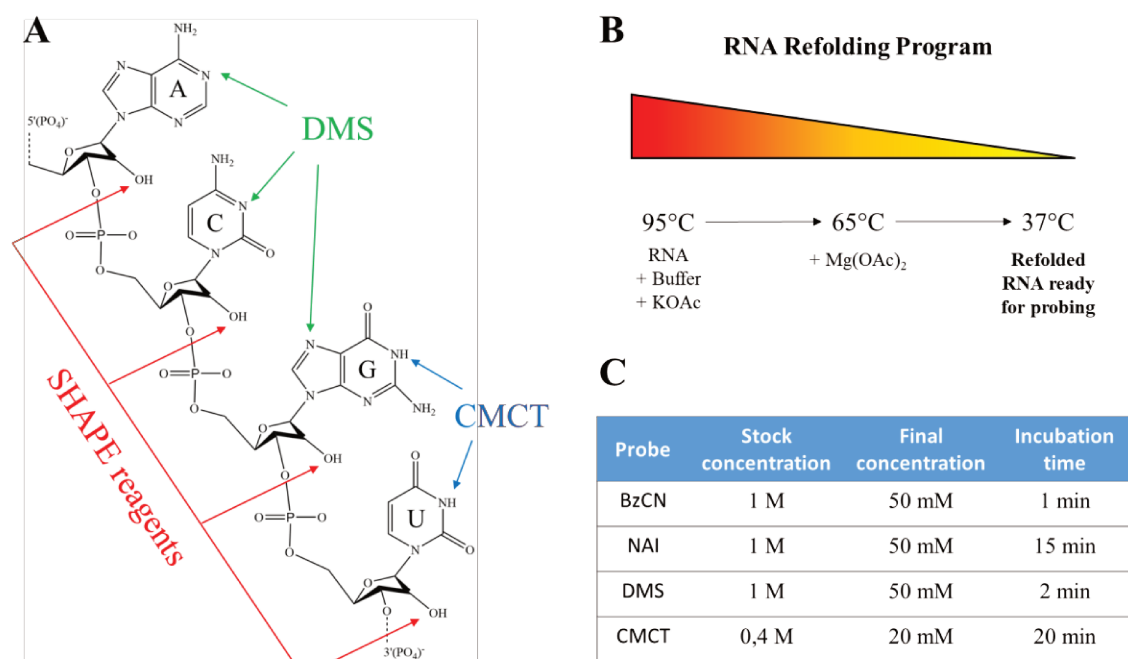 A
NH₂
N
N
A
N
N
5'(PO₄)⁻
O
OH
DMS
NH₂
O
O
P
O
O
N
C
N
O
O
OH
O
O
O
P
O
O
N
NH
G
N
N
NH₂
CMCT
O
OH
SHAPE reagents
O
O
P
O
O
O
NH
U
N
O
O
OH
O
3'(PO₄)⁻
B
RNA Refolding Program
95°C 65°C 37°C
RNA + Mg(OAc)₂ Refolded
+ Buffer RNA ready
+ KOAc for probing
C
Probe Stock concentration Final concentration Incubation time
BzCN 1 M 50 mM 1 min
NAI 1 M 50 mM 15 min
DMS 1 M 50 mM 2 min
CMCT 0,4 M 20 mM 20 min